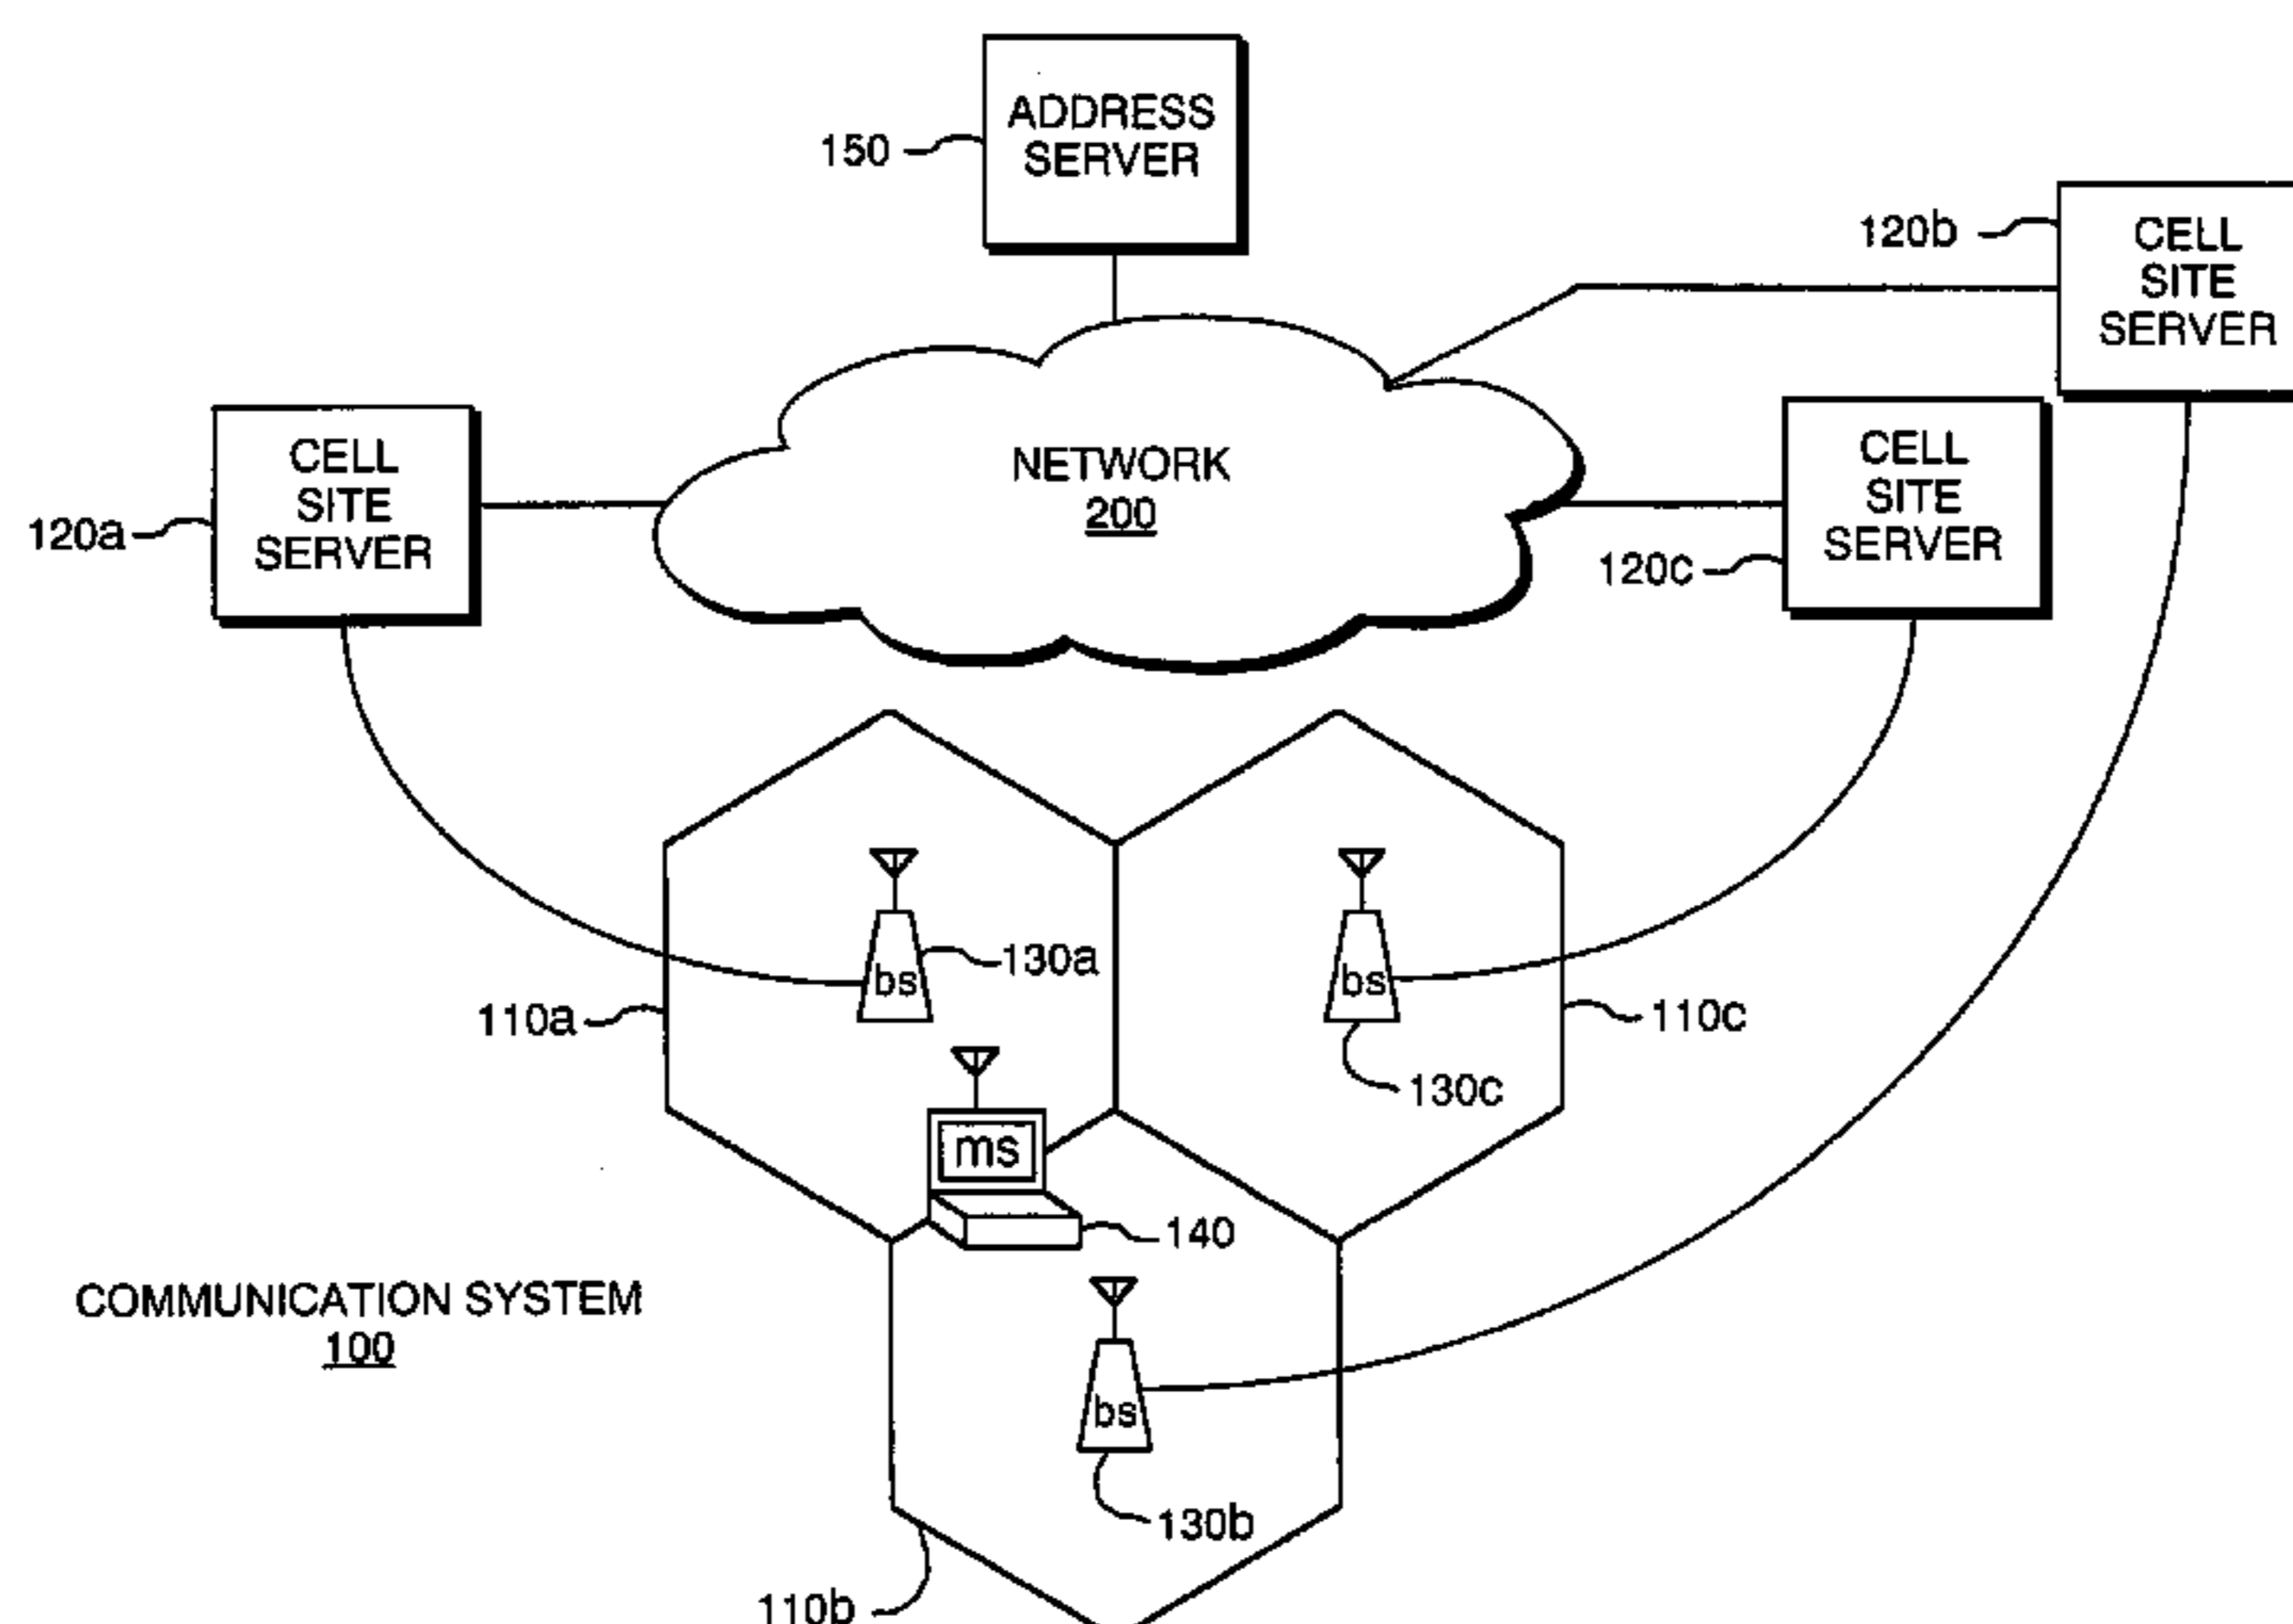 ADDRESS
SERVER
150
120b
CELL
SITE
SERVER
CELL
SITE
SERVER
120a
NETWORK
200
CELL
SITE
SERVER
120c
bs
130a
bs
110a
110c
130c
ms
140
COMMUNICATION SYSTEM
100
bs
130b
110b